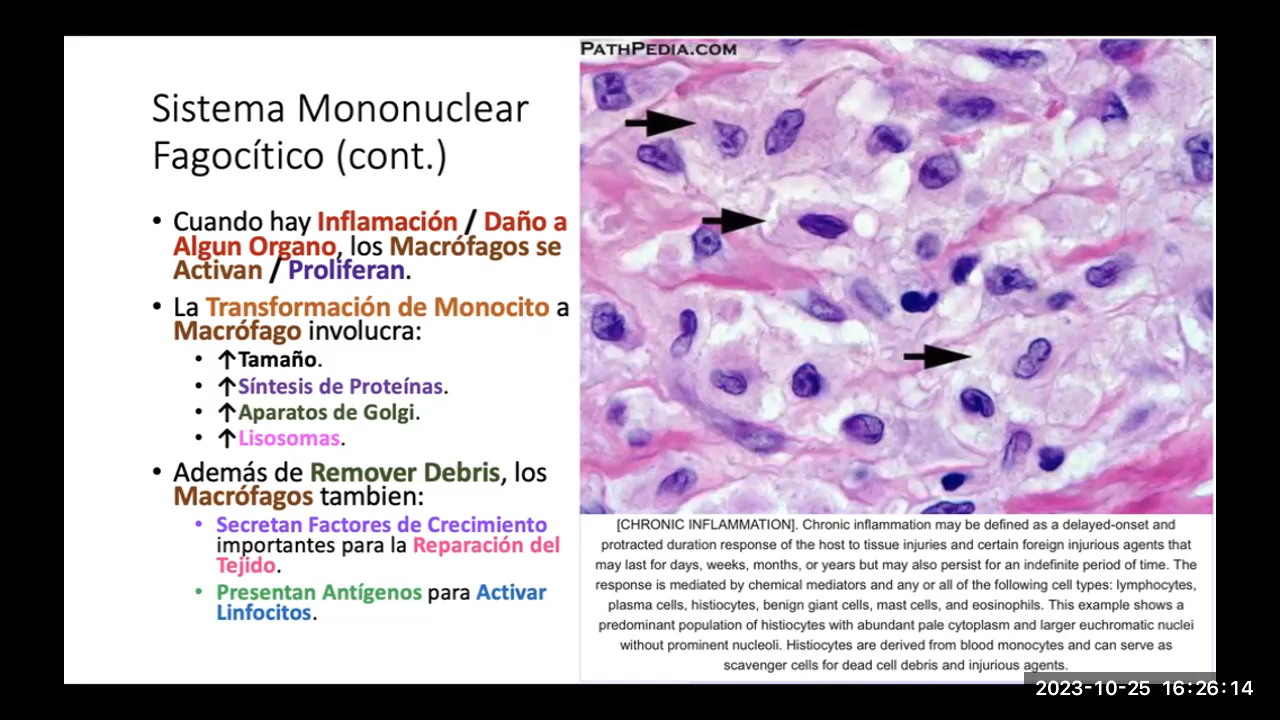 Sistema Mononuclear
Fagocítico (cont.)
• Cuando hay Inflamación / Daño a
Algun Organo, los Macrófagos se
Activan / Proliferan.
• La Transformación de Monocito a
Macrófago involucra:
• ↑Tamaño.
• ↑Síntesis de Proteínas.
• ↑Aparatos de Golgi.
• ↑Lisosomas.
• Además de Remover Debris, los
Macrófagos tambien:
• Secretan Factores de Crecimiento
importantes para la Reparación del
Tejido.
• Presentan Antígenos para Activar
Linfocitos.
PATHPEDIA.COM
[CHRONIC INFLAMMATION]. Chronic inflammation may be defined as a delayed-onset and
protracted duration response of the host to tissue injuries and certain foreign injurious agents that
may last for days, weeks, months, or years but may also persist for an indefinite period of time. The
response is mediated by chemical mediators and any or all of the following cell types: lymphocytes,
plasma cells, histiocytes, benign giant cells, mast cells, and eosinophils. This example shows a
predominant population of histiocytes with abundant pale cytoplasm and larger euchromatic nuclei
without prominent nucleoli. Histiocytes are derived from blood monocytes and can serve as
scavenger cells for dead cell debris and injurious agents.
2023-10-25 16:26:14